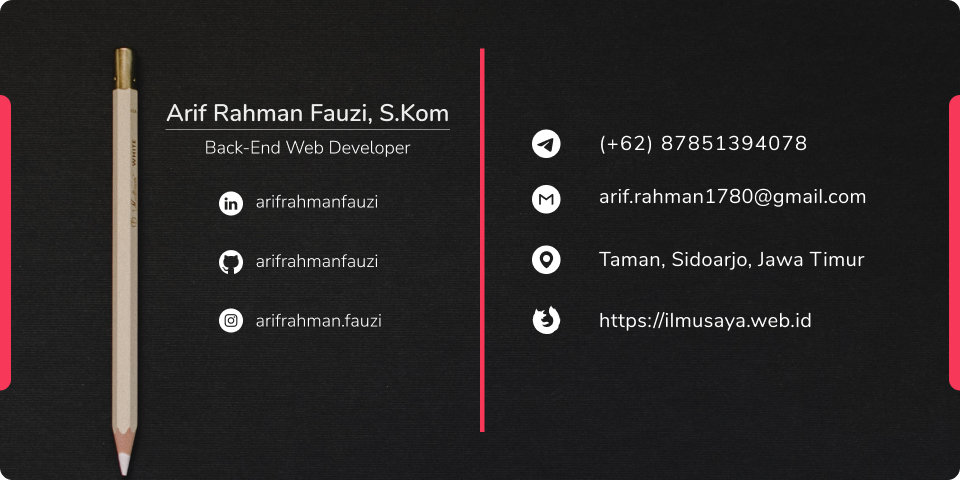 Arif Rahman Fauzi, S.Kom
Back-End Web Developer
arifrahmanfauzi
arifrahmanfauzi
arifrahman.fauzi
(+62) 87851394078
arif.rahman1780@gmail.com
Taman, Sidoarjo, Jawa Timur
https://ilmusaya.web.id
WHITE